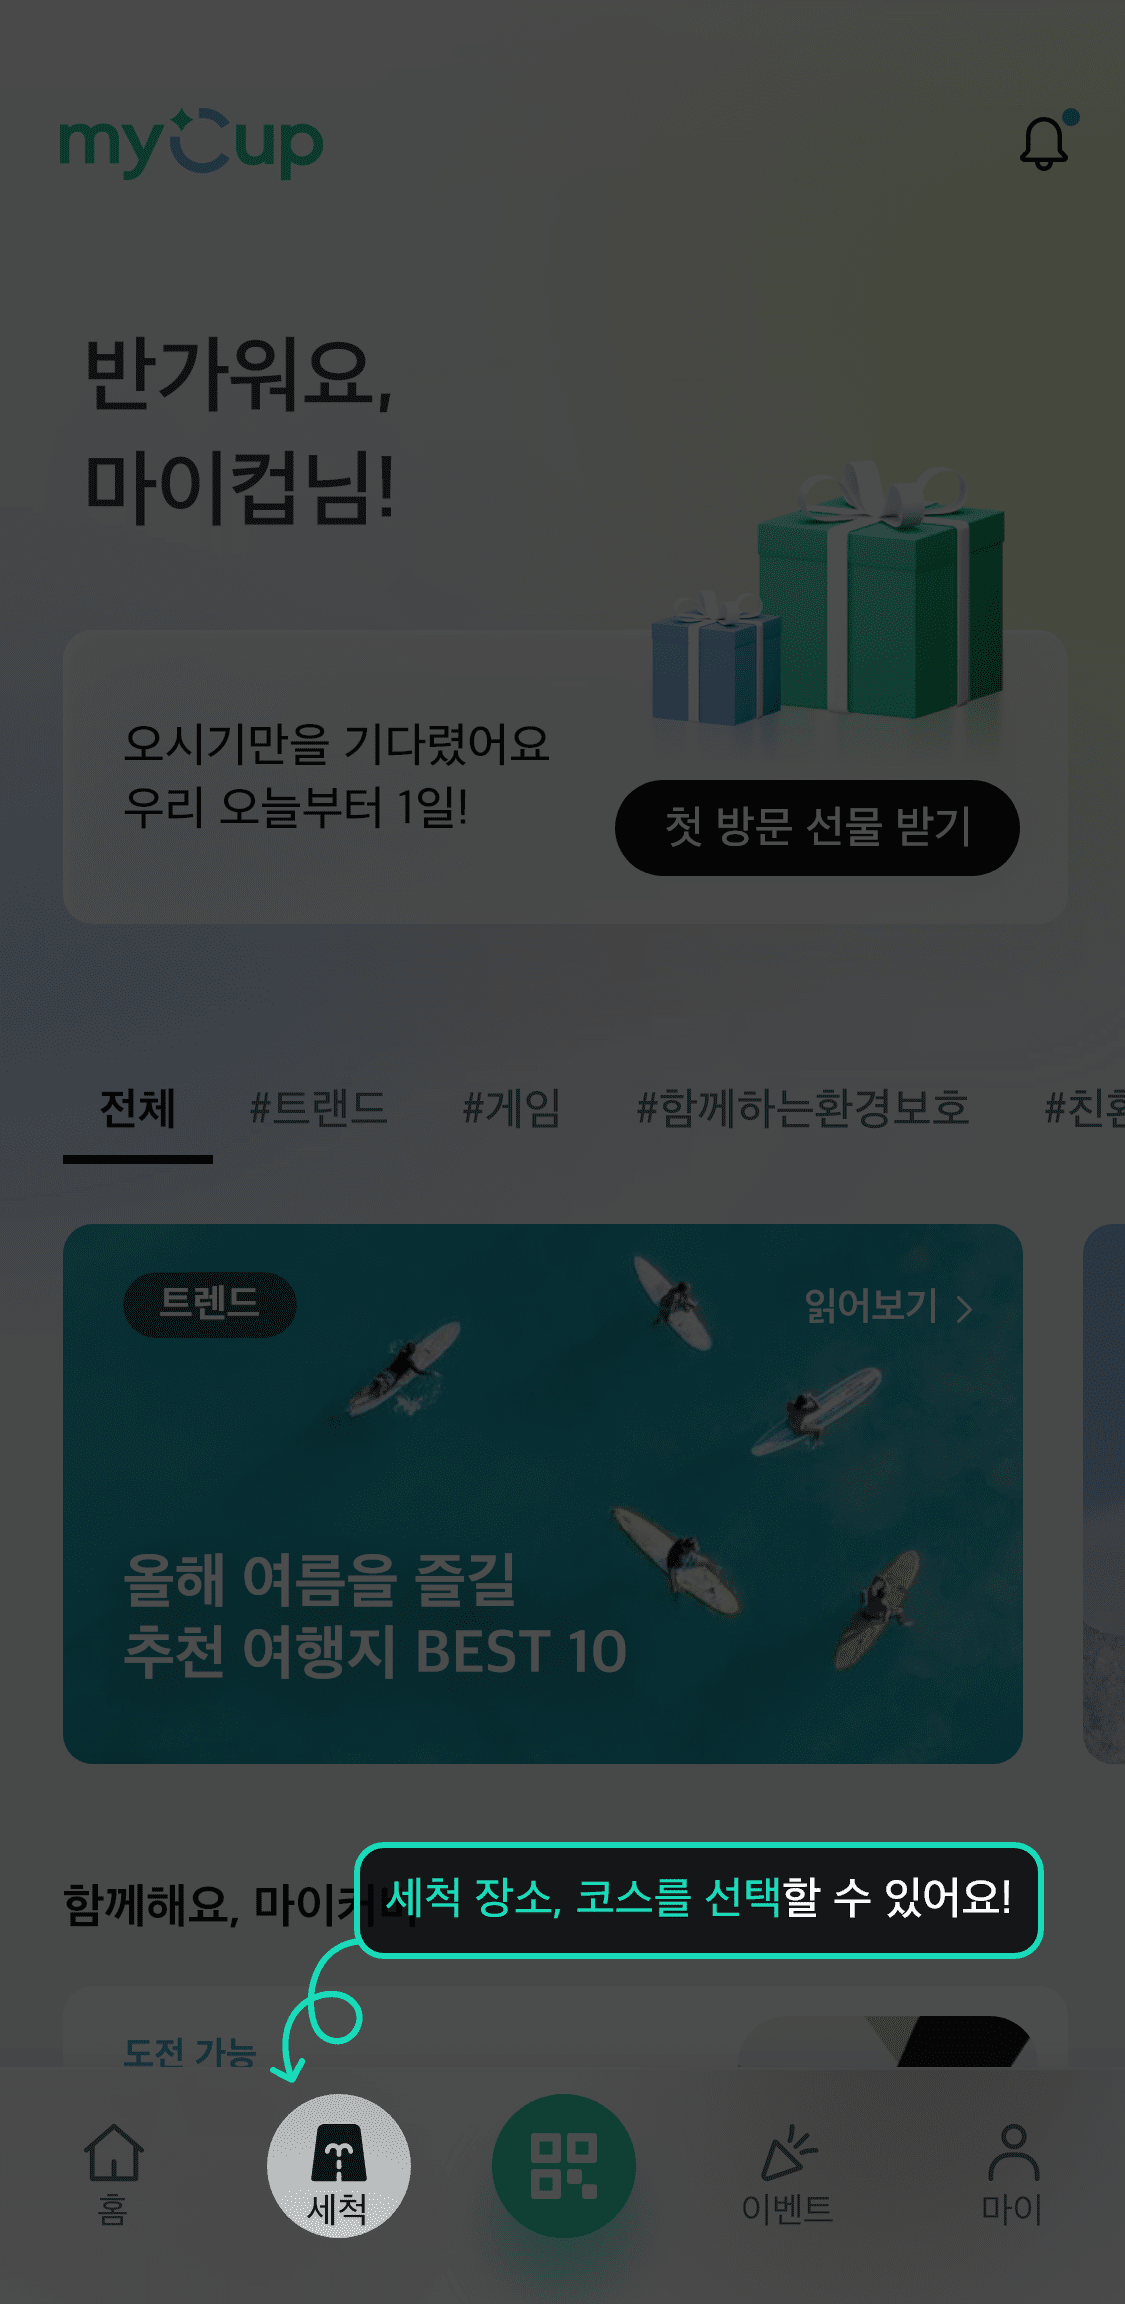 myCup
반가워요,
마이컵님!
오시기만을 기다렸어요
우리 오늘부터 1일!
첫 방문 선물 받기
전체 #트랜드 #게임 #함께하는환경보호 #친환
트렌드
읽어보기
올해 여름을 즐길
추천 여행지 BEST 10
세척 장소, 코스를 선택할 수 있어요!
함께해요, 마이커버
도전 가능
홈 세척 이벤트 마이